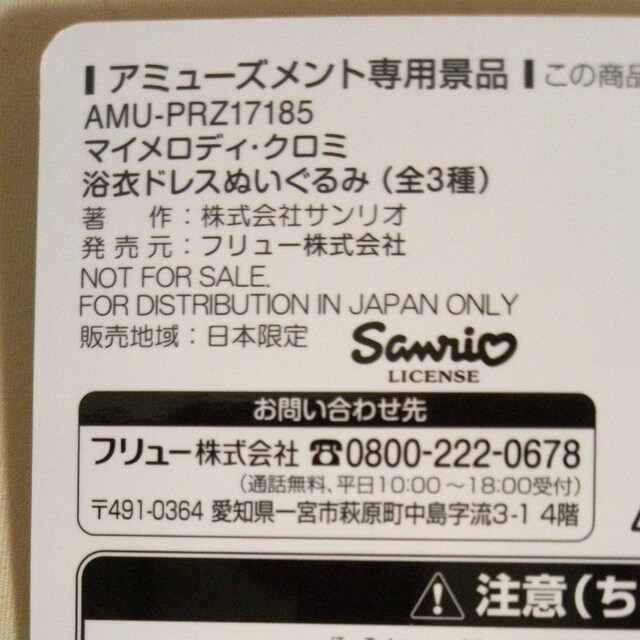 アミューズメント専用景品 この商品
AMU-PRZ17185
マイメロディ・クロミ
浴衣ドレスぬいぐるみ（全3種）
著　作：株式会社サンリオ
発売元：フリュー株式会社
NOT FOR SALE.
FOR DISTRIBUTION IN JAPAN ONLY
販売地域：日本限定
Sanrio
LICENSE
お問い合わせ先
フリュー株式会社 ☎0800-222-0678
（通話無料、平日10:00～18:00受付）
〒491-0364 愛知県一宮市萩原町中島字流3-1 4階
注意（ち